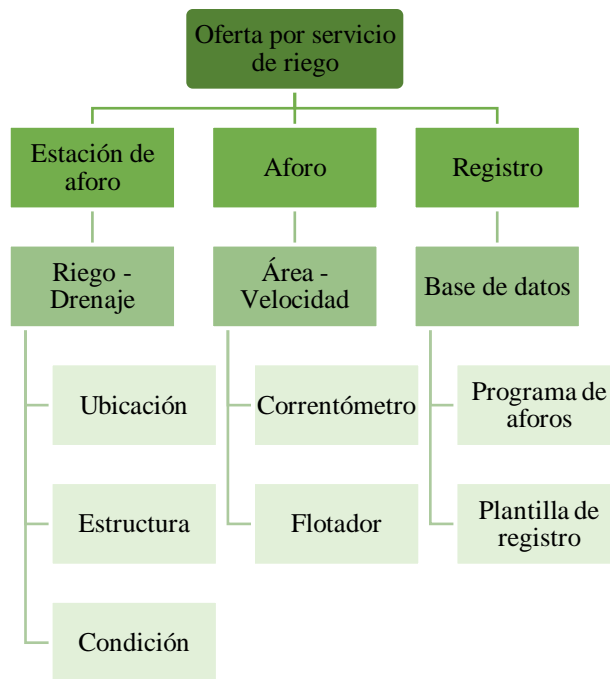 Oferta por servicio
de riego
Estación de
aforo
Aforo
Registro
Riego -
Drenaje
Área -
Velocidad
Base de datos
Ubicación
Correntómetro
Programa de
aforos
Estructura
Flotador
Plantilla de
registro
Condición